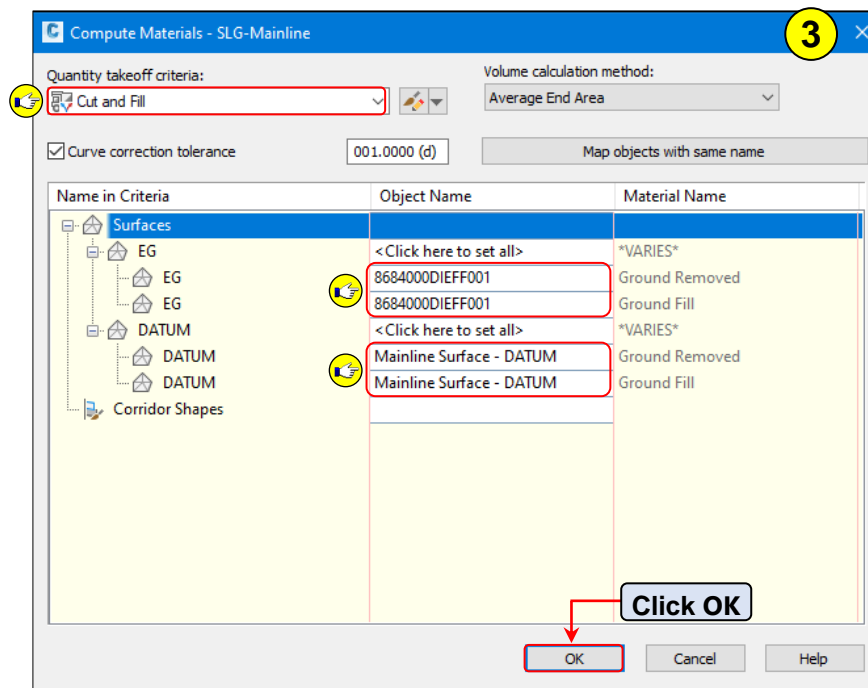 Compute Materials - SLG-Mainline
3
Quantity takeoff criteria:
Volume calculation method:
Cut and Fill
Average End Area
Curve correction tolerance
001.0000 (d)
Map objects with same name
Name in Criteria Object Name Material Name
Surfaces
EG <Click here to set all> *VARIES*
EG 8684000DIEFF001 Ground Removed
EG 8684000DIEFF001 Ground Fill
DATUM <Click here to set all> *VARIES*
DATUM Mainline Surface - DATUM Ground Removed
DATUM Mainline Surface - DATUM Ground Fill
Corridor Shapes
Click OK
OK Cancel Help